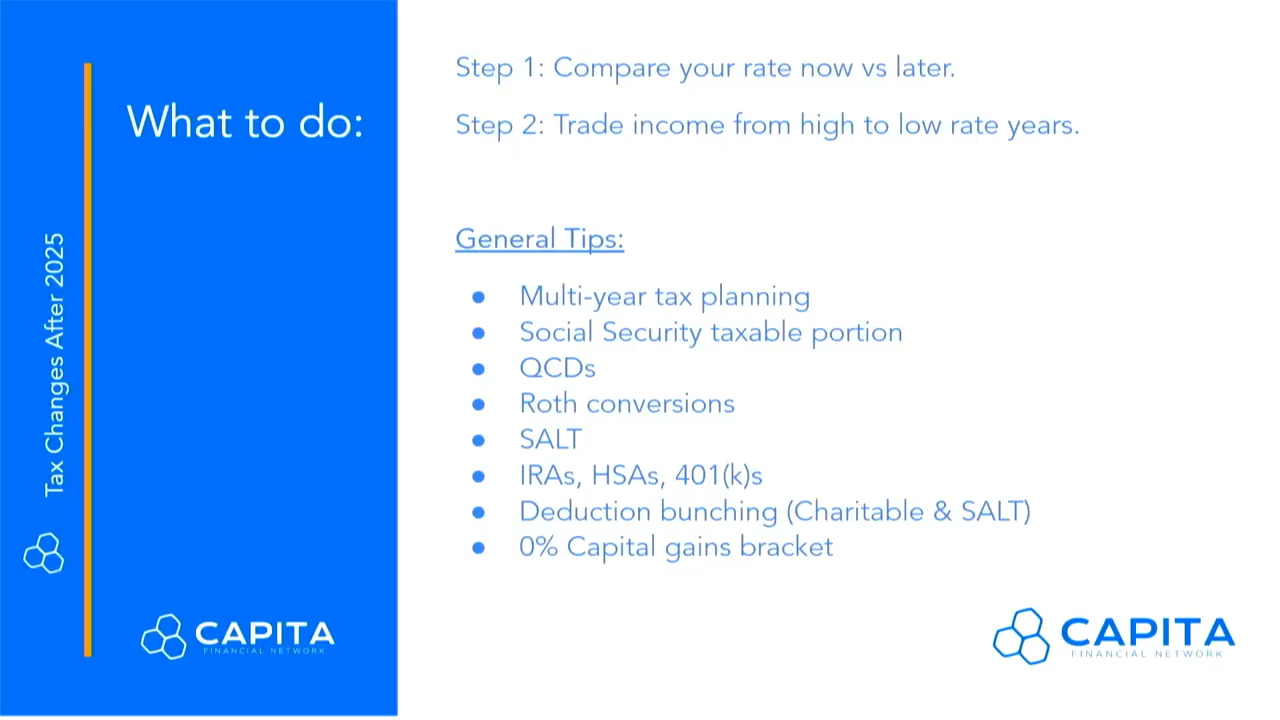 What to do:
Tax Changes After 2025
CAPITA
FINANCIAL NETWORK
Step 1: Compare your rate now vs later.
Step 2: Trade income from high to low rate years.
General Tips:
● Multi-year tax planning
● Social Security taxable portion
● QCDs
● Roth conversions
● SALT
● IRAs, HSAs, 401(k)s
● Deduction bunching (Charitable & SALT)
● 0% Capital gains bracket
CAPITA
FINANCIAL NETWORK